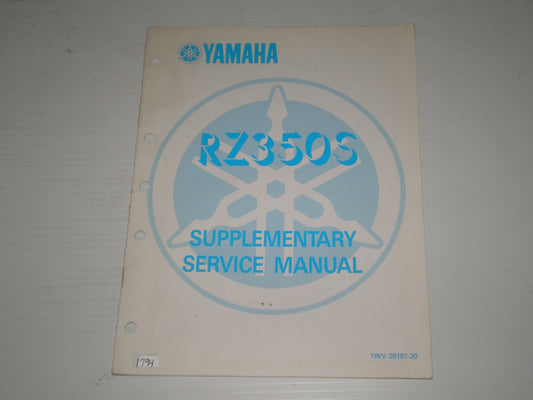 YAMAHA
RZ350S
SUPPLEMENTARY
SERVICE MANUAL
1WV-28197-20
1794